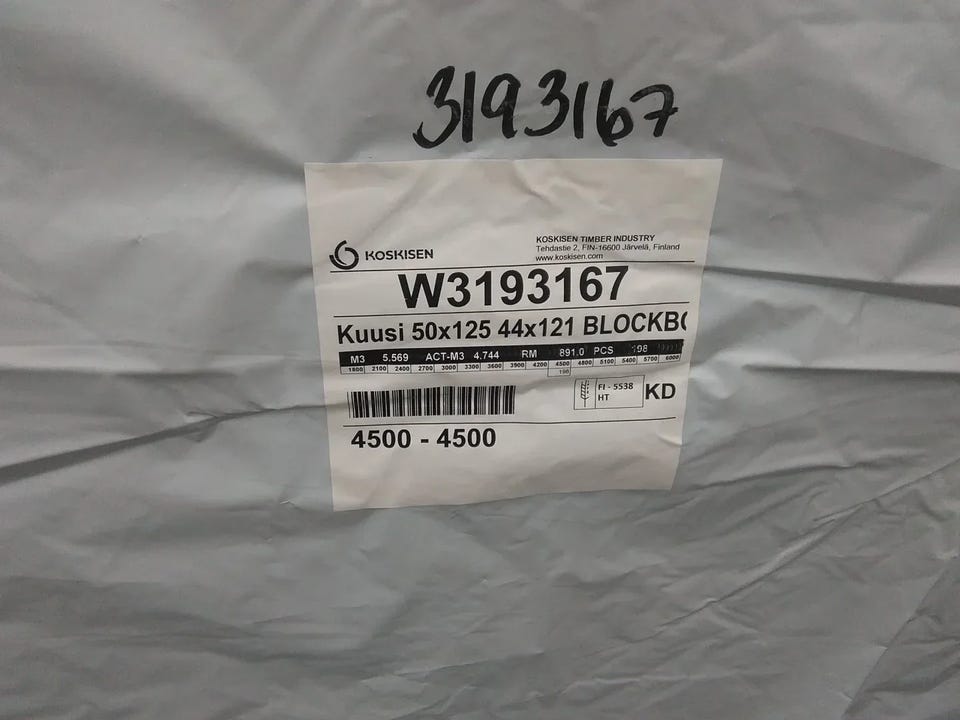 3193167
KOSKISEN
KOSKISEN TIMBER INDUSTRY
Tehdastie 2, FIN-16600 Järvelä, Finland
www.koskisen.com
W3193167
Kuusi 50x125 44x121 BLOCKBO
M3 5.569 ACT-M3 4.744 RM 891.0 PCS 198
1800 2100 2400 2700 3000 3300 3600 3900 4200 4500 4800 5100 5400 5700 6000
198
FI - 5538
HT
KD
4500 - 4500